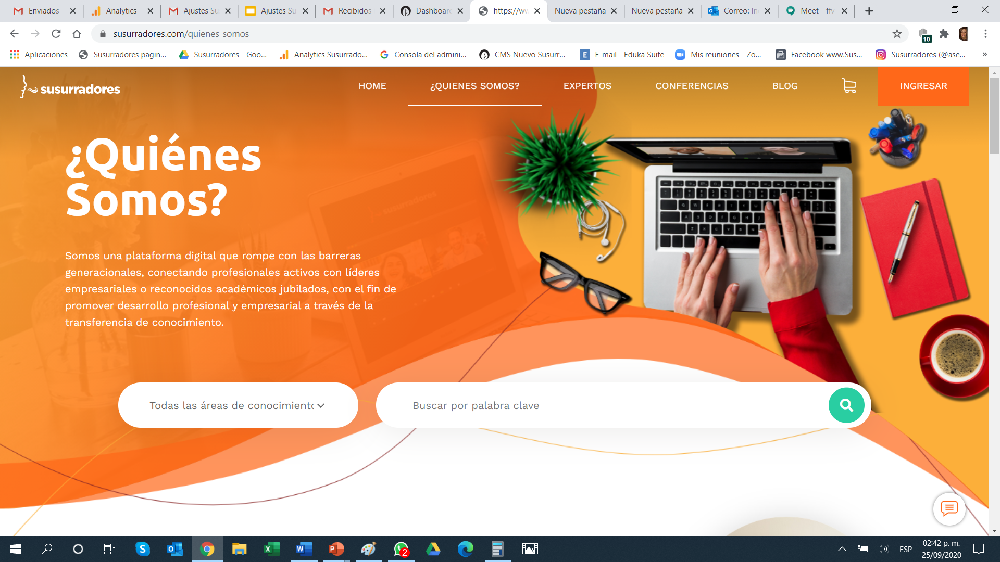 Enviados -
Analytics
Ajustes Su
Ajustes Su
Recibidos
Dashboard
https://ww
Nueva pestaña
Nueva pestaña
Correo: In
Meet - ffv
susurradores.com/quienes-somos
10
Aplicaciones
Susurradores pagin...
Susurradores - Goo...
Analytics Susurrado...
Consola del admini...
CMS Nuevo Susurr...
E-mail - Eduka Suite
Mis reuniones - Zo...
Facebook www.Sus...
Susurradores (@ase...
»
susurradores
HOME
¿QUIENES SOMOS?
EXPERTOS
CONFERENCIAS
BLOG
INGRESAR
¿Quiénes
Somos?
Somos una plataforma digital que rompe con las barreras
generacionales, conectando profesionales activos con líderes
empresariales o reconocidos académicos jubilados, con el fin de
promover desarrollo profesional y empresarial a través de la
transferencia de conocimiento.
Todas las áreas de conocimiento
Buscar por palabra clave
2
ESP
02:42 p. m.
25/09/2020